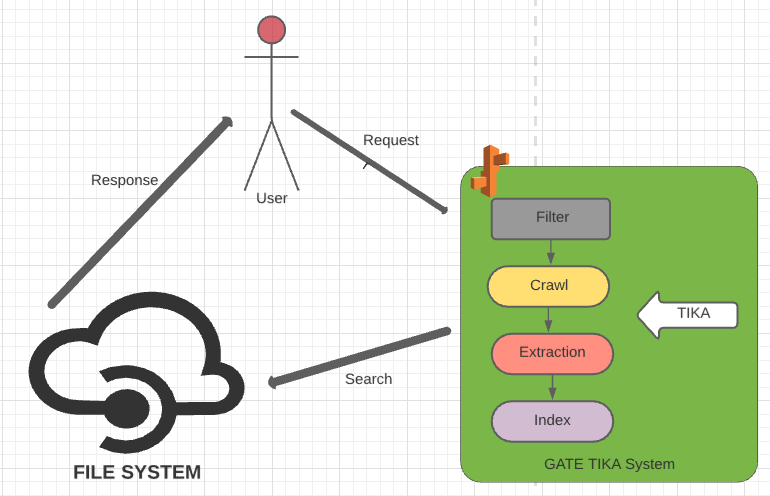 Request
Response
User
Filter
Crawl
TIKA
Extraction
Search
Index
GATE TIKA System
FILE SYSTEM